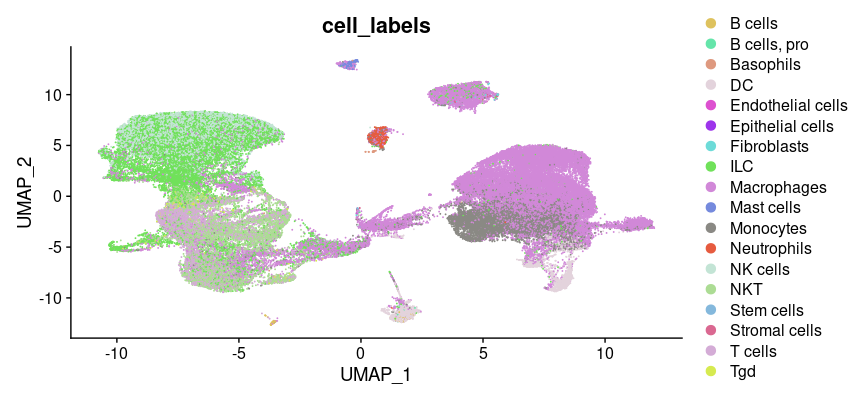 cell_labels
UMAP_2
10
5
0
-5
-10
-10
-5
0
5
10
UMAP_1
B cells
B cells, pro
Basophils
DC
Endothelial cells
Epithelial cells
Fibroblasts
ILC
Macrophages
Mast cells
Monocytes
Neutrophils
NK cells
NKT
Stem cells
Stromal cells
T cells
Tgd